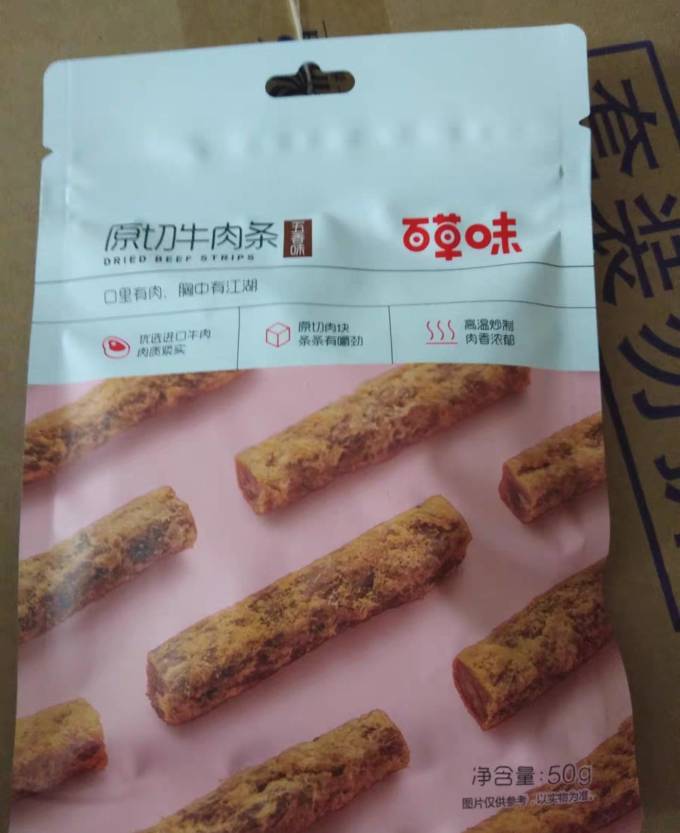 原切牛肉条 五香味
百草味
DRIED BEEF STRIPS
口里有肉，胸中有江湖
优选进口牛肉
肉质紧实
原切肉块
条条有嚼劲
高温炒制
肉香浓郁
净含量:50g
图片仅供参考，以实物为准。
套装勿